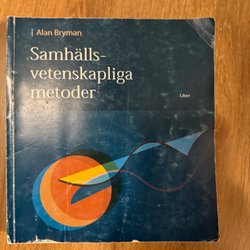 | Alan Bryman
Samhälls-
vetenskapliga
metoder
Liber